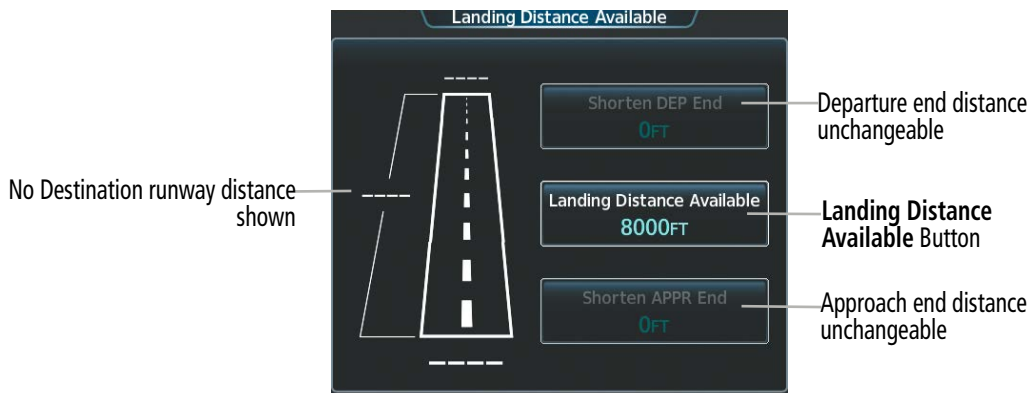 Landing Distance Available
Shorten DEP End
0FT
Departure end distance
unchangeable
No Destination runway distance
shown
Landing Distance Available
8000FT
Landing Distance
Available Button
Shorten APPR End
0FT
Approach end distance
unchangeable